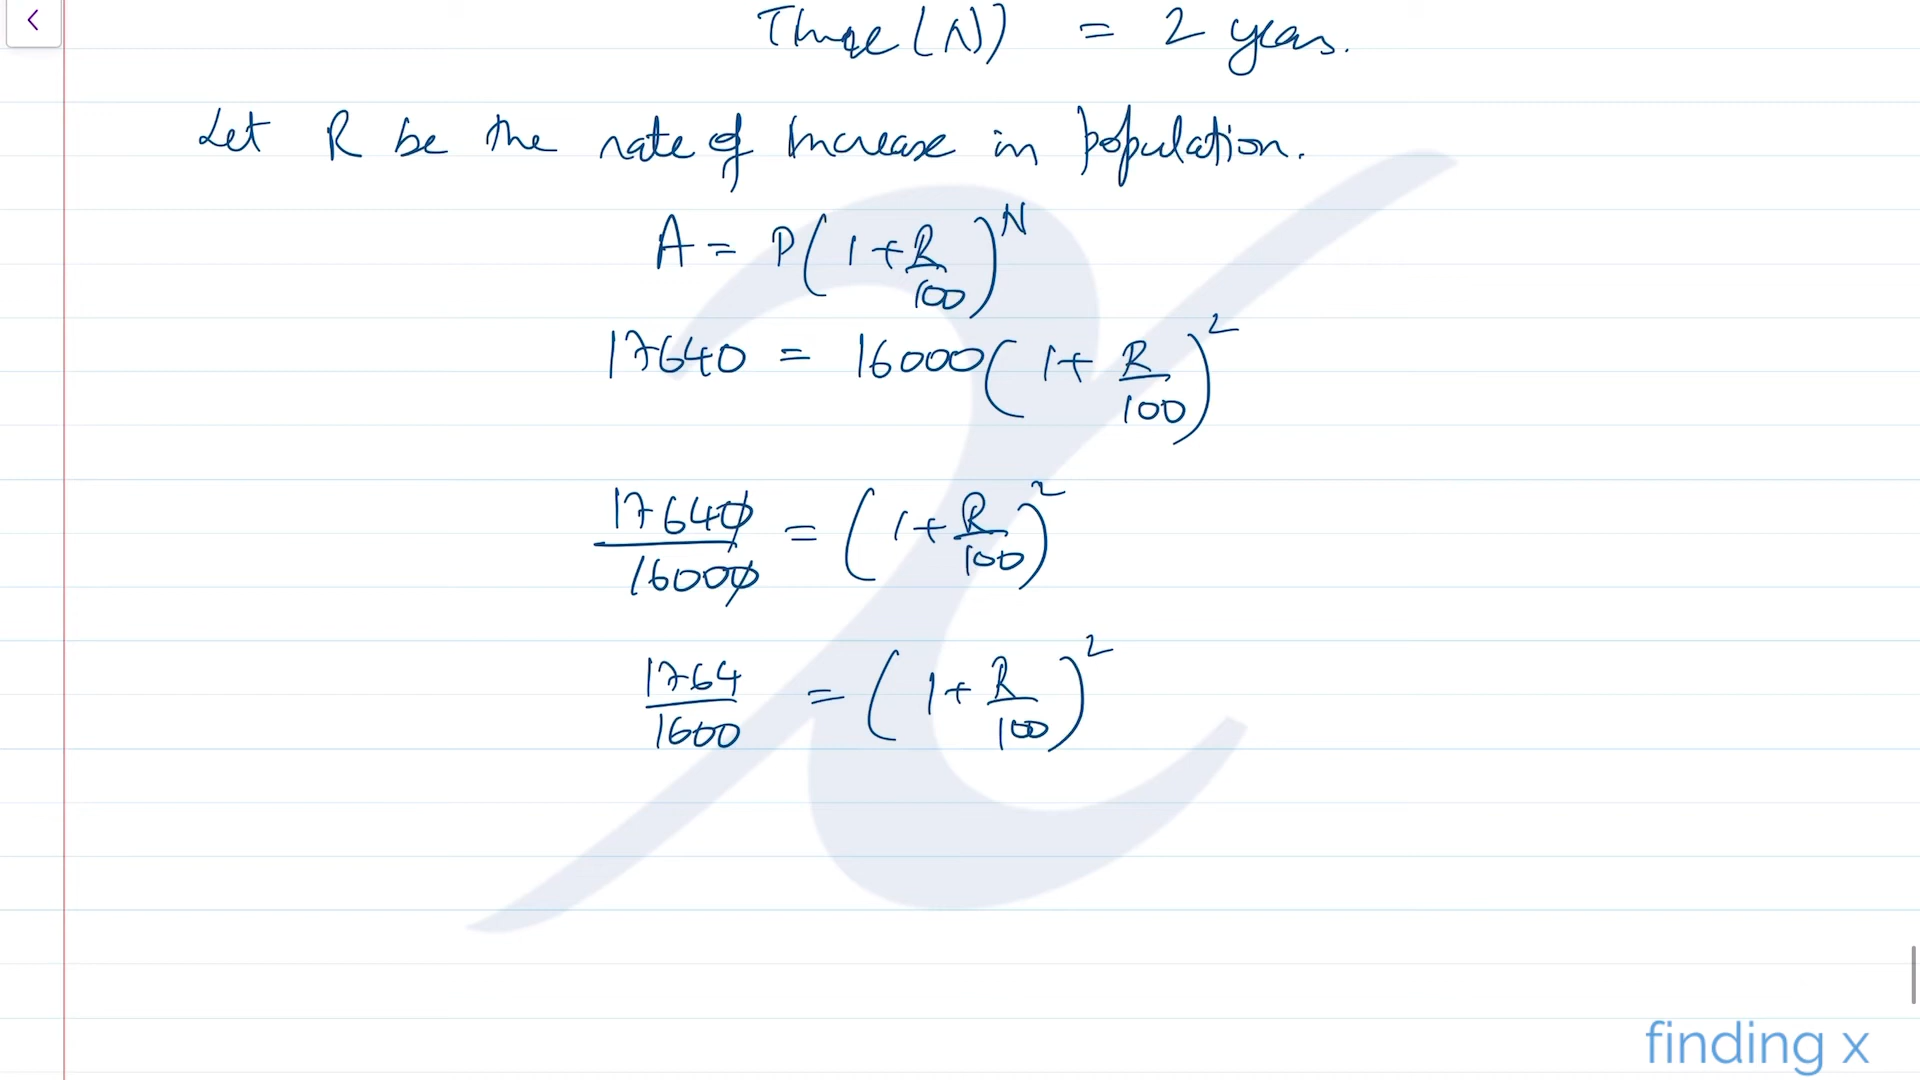 Time (N) = 2 years.
Let R be the rate of increase in population.
A = P(1 + R/100)^N
17640 = 16000(1 + R/100)^2
17640/16000 = (1 + R/100)^2
1764/1600 = (1 + R/100)^2
finding x